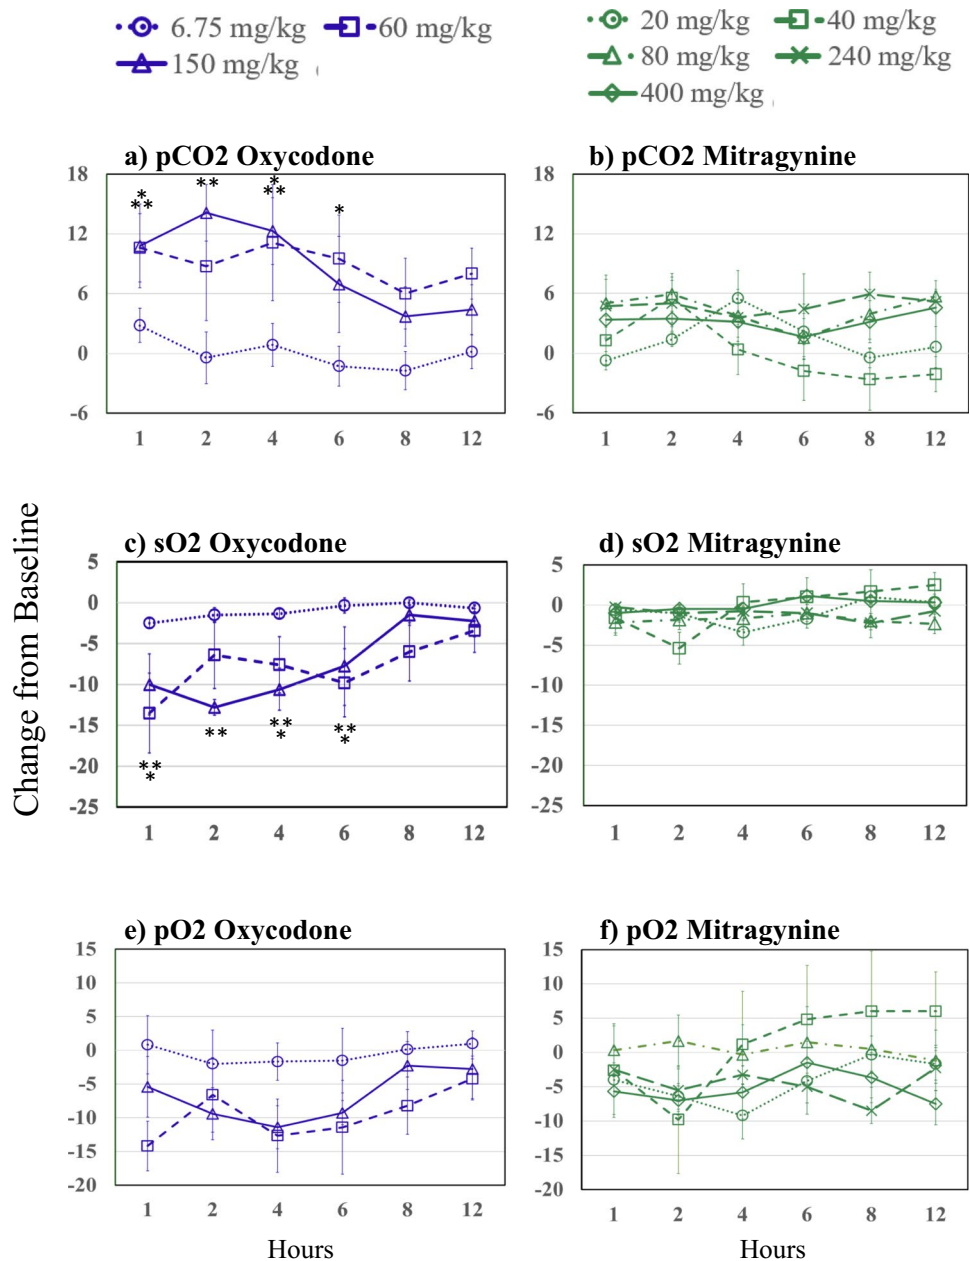 6.75 mg/kg 60 mg/kg
150 mg/kg
20 mg/kg 40 mg/kg
80 mg/kg 240 mg/kg
400 mg/kg
a) pCO2 Oxycodone
18
12
6
0
-6
*
**
**
*
**
*
1 2 4 6 8 12
b) pCO2 Mitragynine
18
12
6
0
-6
1 2 4 6 8 12
Change from Baseline
c) sO2 Oxycodone
5
0
-5
-10
-15
-20
-25
**
*
**
**
*
**
*
1 2 4 6 8 12
d) sO2 Mitragynine
5
0
-5
-10
-15
-20
-25
1 2 4 6 8 12
e) pO2 Oxycodone
15
10
5
0
-5
-10
-15
-20
1 2 4 6 8 12
Hours
f) pO2 Mitragynine
15
10
5
0
-5
-10
-15
-20
1 2 4 6 8 12
Hours